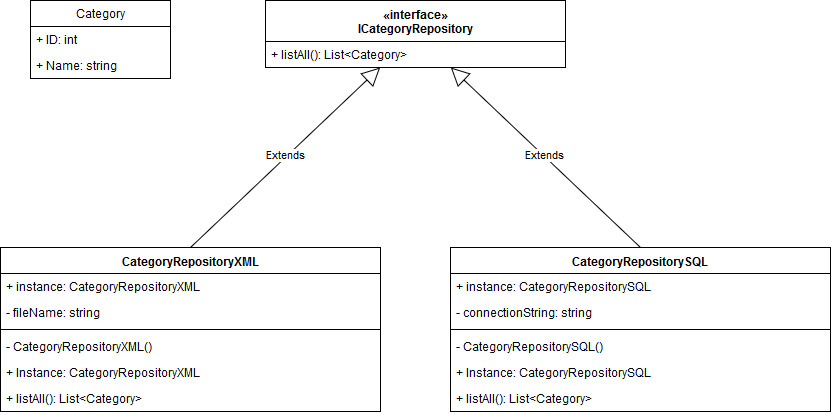 Category
+ ID: int
+ Name: string
«interface»
ICategoryRepository
+ listAll(): List<Category>
Extends
Extends
CategoryRepositoryXML
+ instance: CategoryRepositoryXML
- fileName: string
- CategoryRepositoryXML()
+ Instance: CategoryRepositoryXML
+ listAll(): List<Category>
CategoryRepositorySQL
+ instance: CategoryRepositorySQL
- connectionString: string
- CategoryRepositorySQL()
+ Instance: CategoryRepositorySQL
+ listAll(): List<Category>